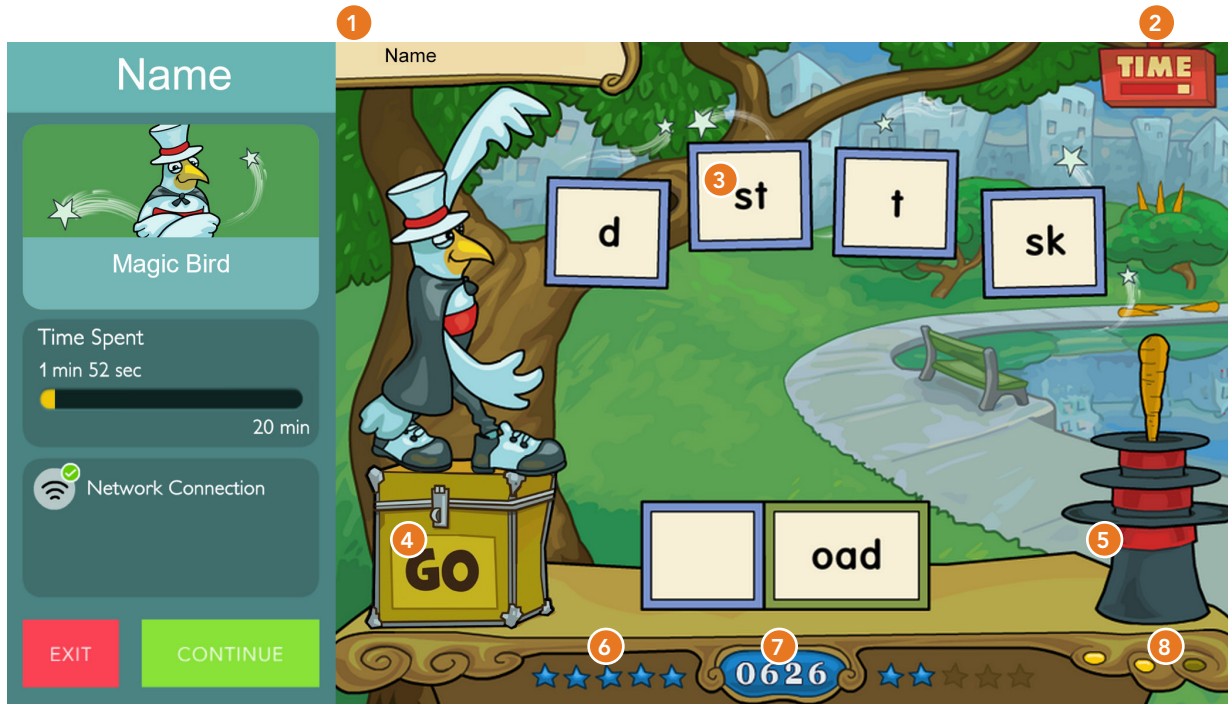 1
2
Name
Name
TIME
3
d
st
t
sk
Magic Bird
Time Spent
1 min 52 sec
20 min
Network Connection
4
GO
oad
5
EXIT
CONTINUE
6
7
8
0626